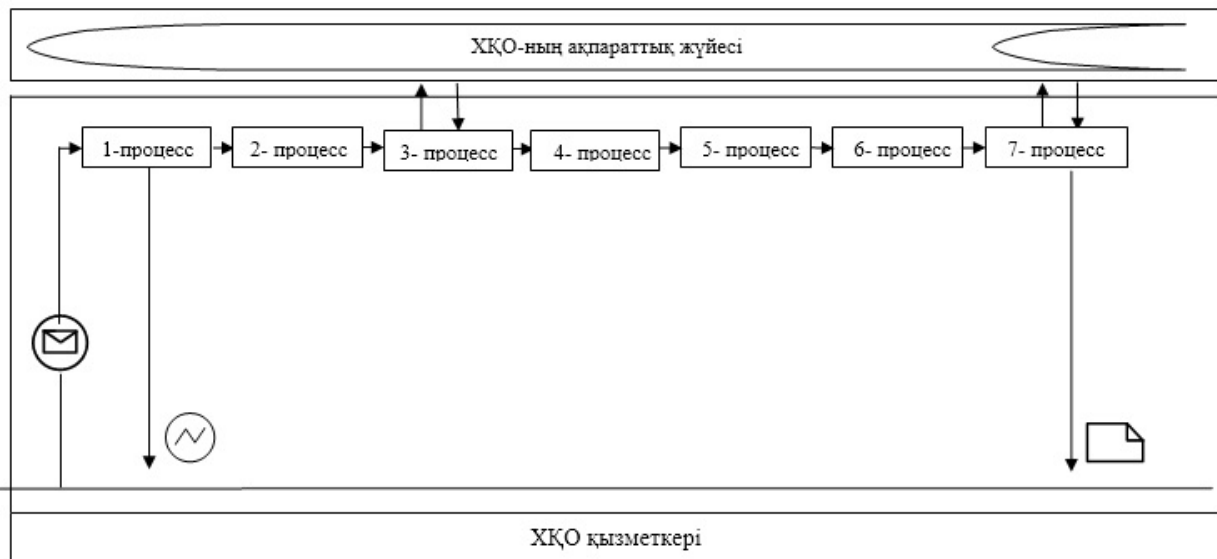 ХҚО-ның ақпараттық жүйесі
1-процесс
2- процесс
3- процесс
4- процесс
5- процесс
6- процесс
7- процесс
ХҚО қызметкері